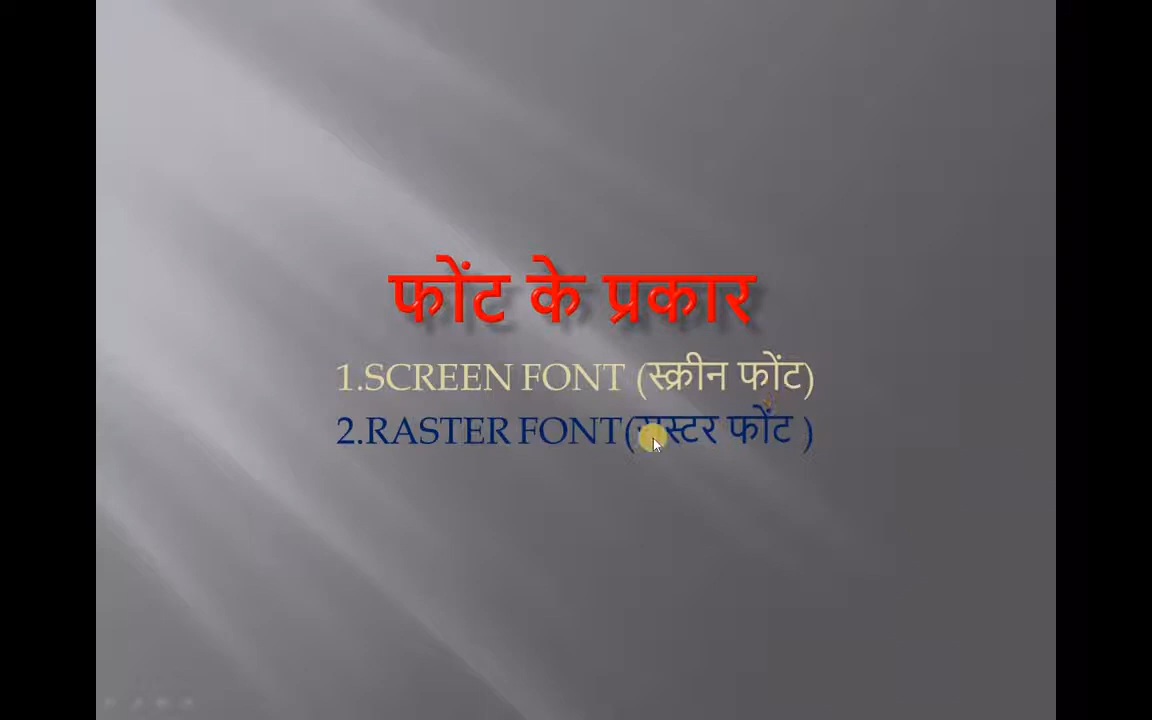 फोंट के प्रकार
1.SCREEN FONT (स्क्रीन फोंट)
2.RASTER FONT( फोंट )